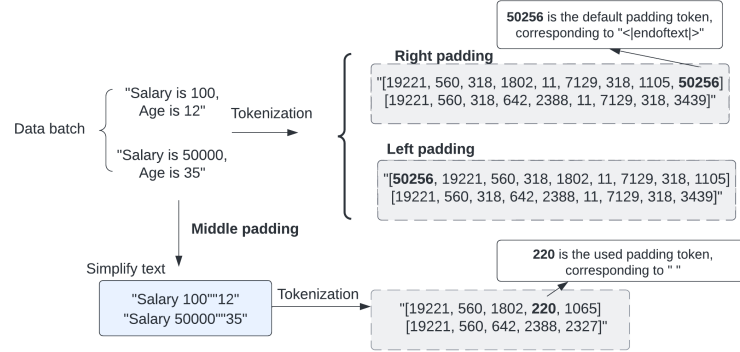 50256 is the default padding token,
corresponding to "<|endoftext|>"
Right padding
"[19221, 560, 318, 1802, 11, 7129, 318, 1105, 50256]
[19221, 560, 318, 642, 2388, 11, 7129, 318, 3439]"
"Salary is 100,
Age is 12"
Tokenization
Data batch
"Salary is 50000,
Age is 35"
Left padding
"[50256, 19221, 560, 318, 1802, 11, 7129, 318, 1105]
[19221, 560, 318, 642, 2388, 11, 7129, 318, 3439]"
Middle padding
220 is the used padding token,
corresponding to " "
Simplify text
"Salary 100""12"
"Salary 50000""35"
Tokenization
"[19221, 560, 1802, 220, 1065]
[19221, 560, 642, 2388, 2327]"